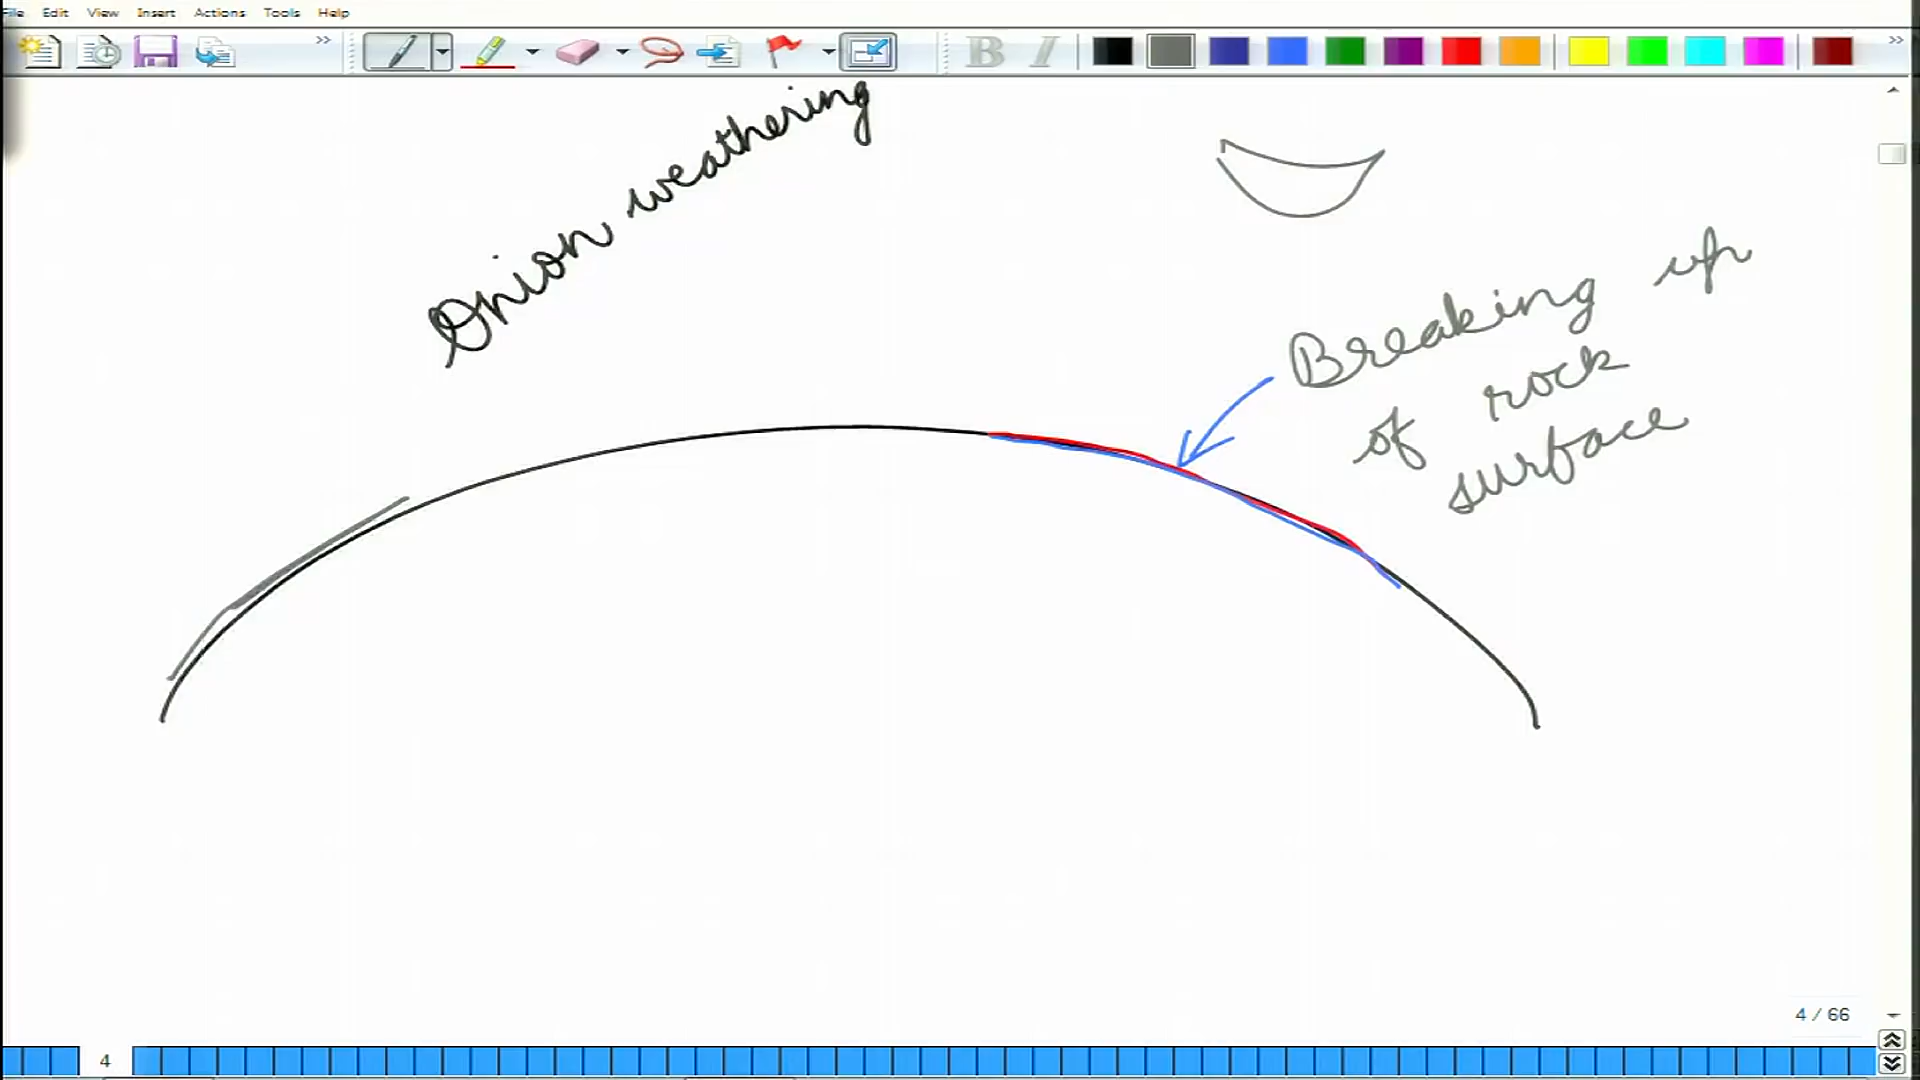 File Edit View Insert Actions Tools Help
B I
Onion weathering
Breaking up
of rock
surface
4 / 66
4